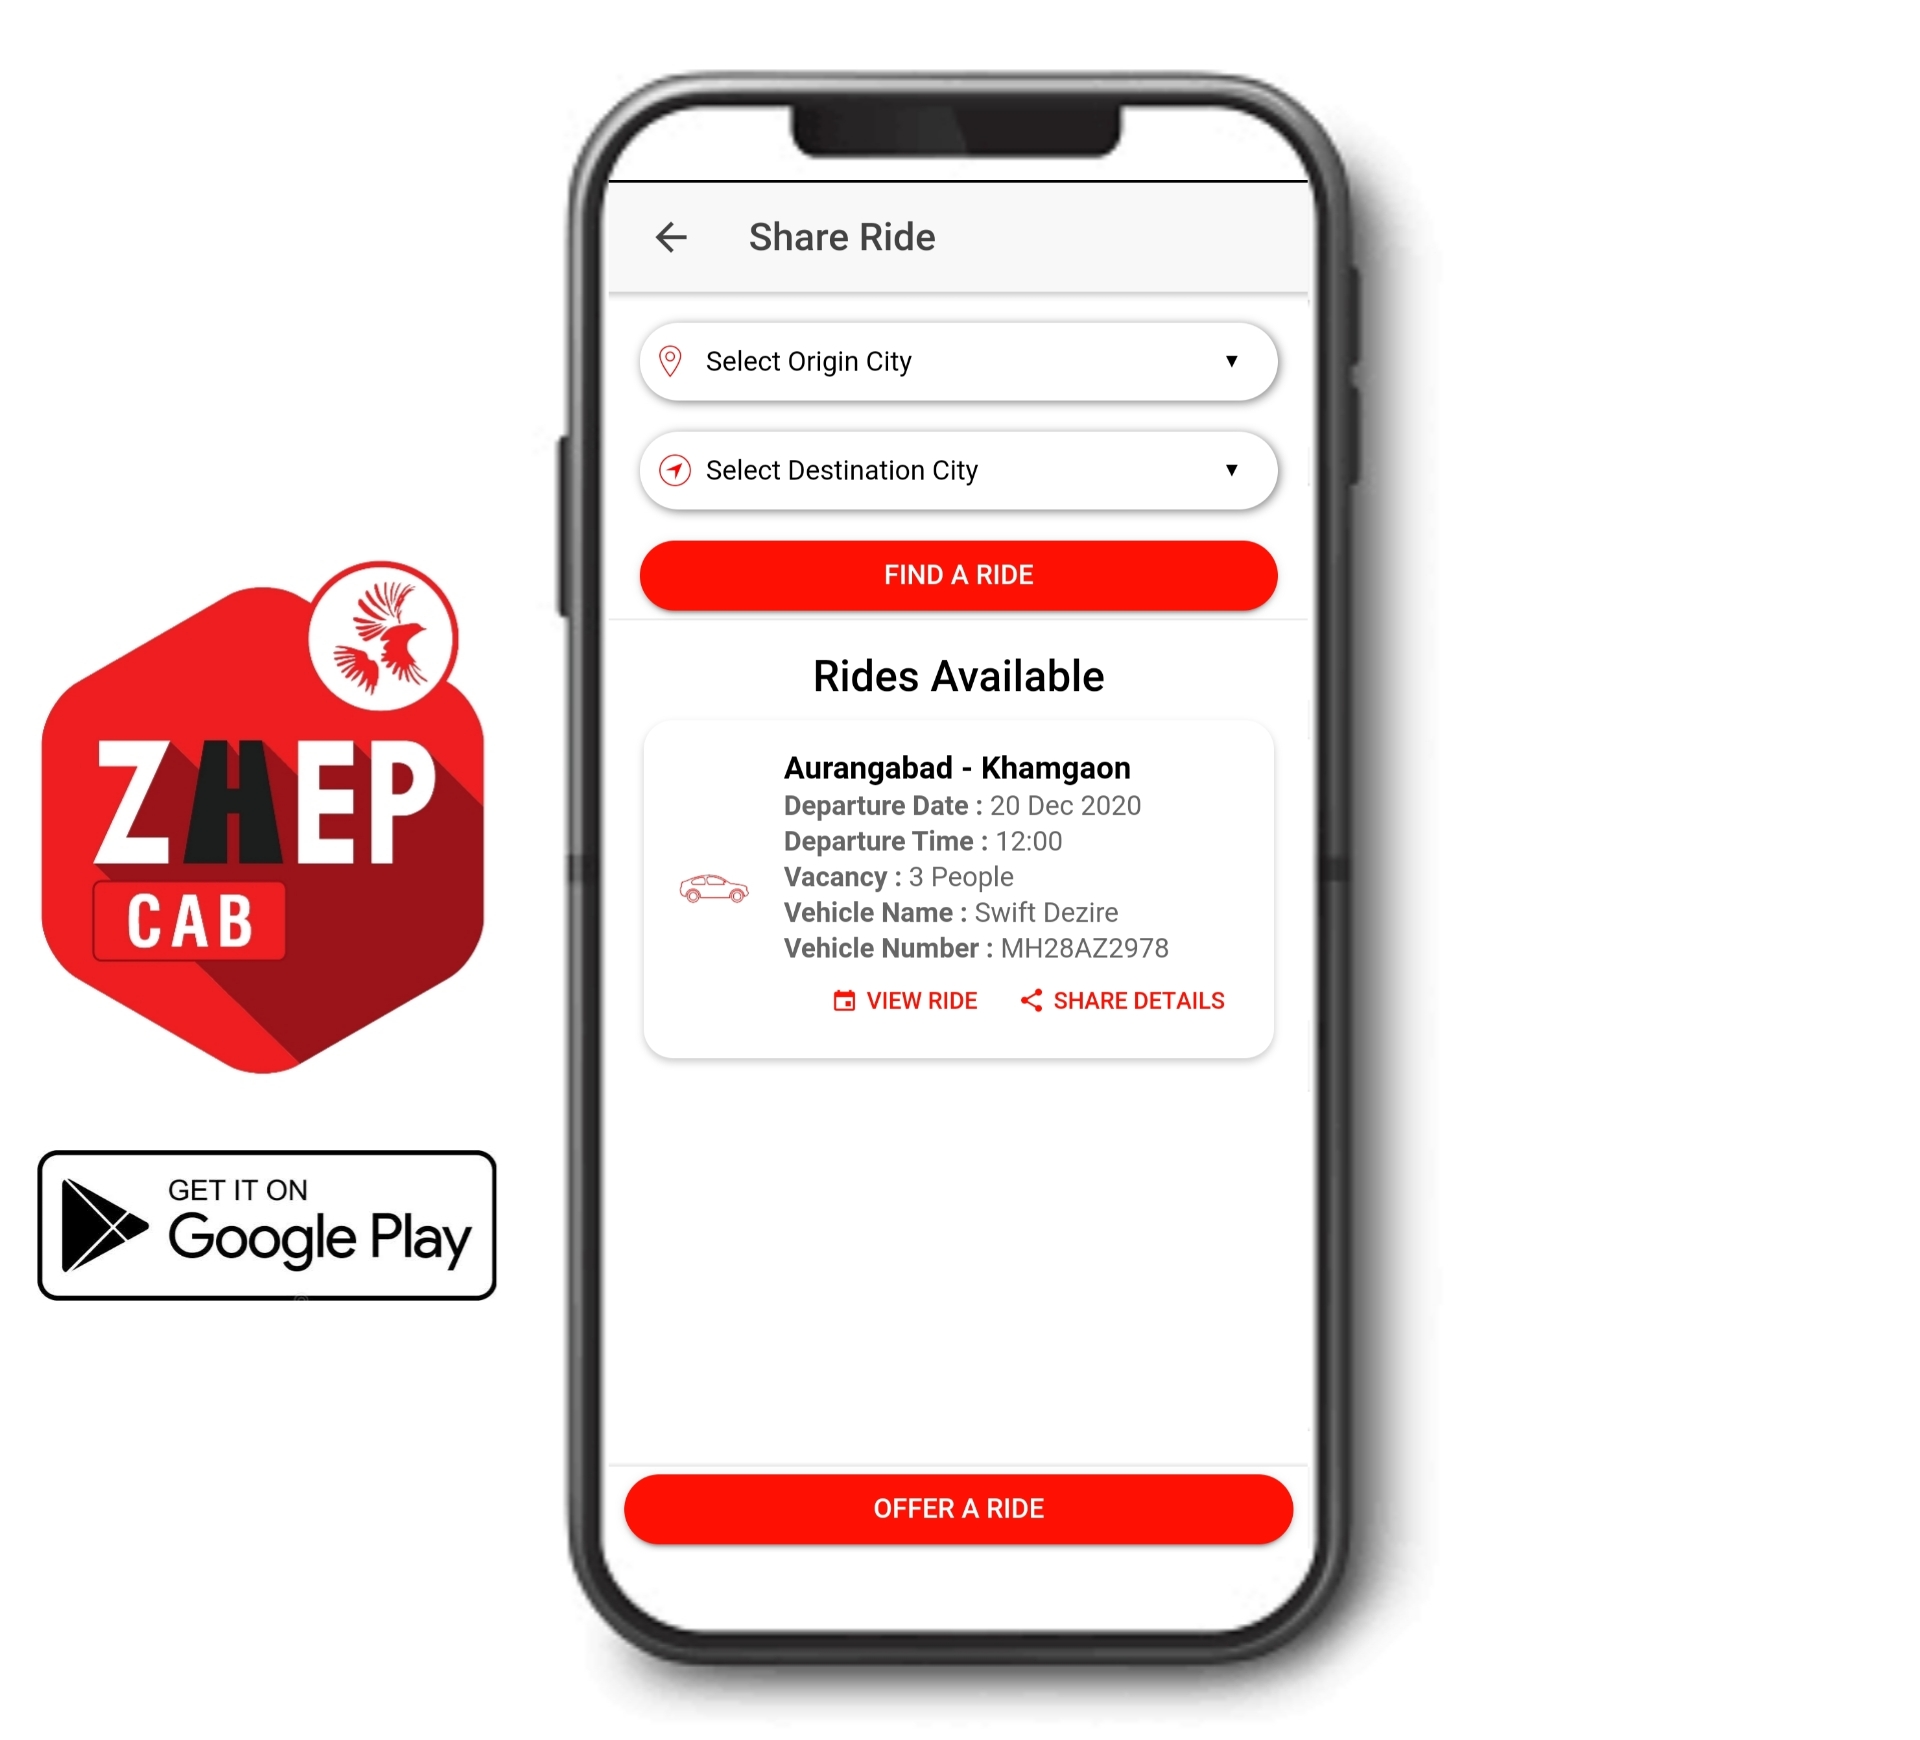 ZHEP
CAB
GET IT ON
Google Play
Share Ride
Select Origin City
Select Destination City
FIND A RIDE
Rides Available
Aurangabad - Khamgaon
Departure Date : 20 Dec 2020
Departure Time : 12:00
Vacancy : 3 People
Vehicle Name : Swift Dezire
Vehicle Number : MH28AZ2978
VIEW RIDE SHARE DETAILS
OFFER A RIDE